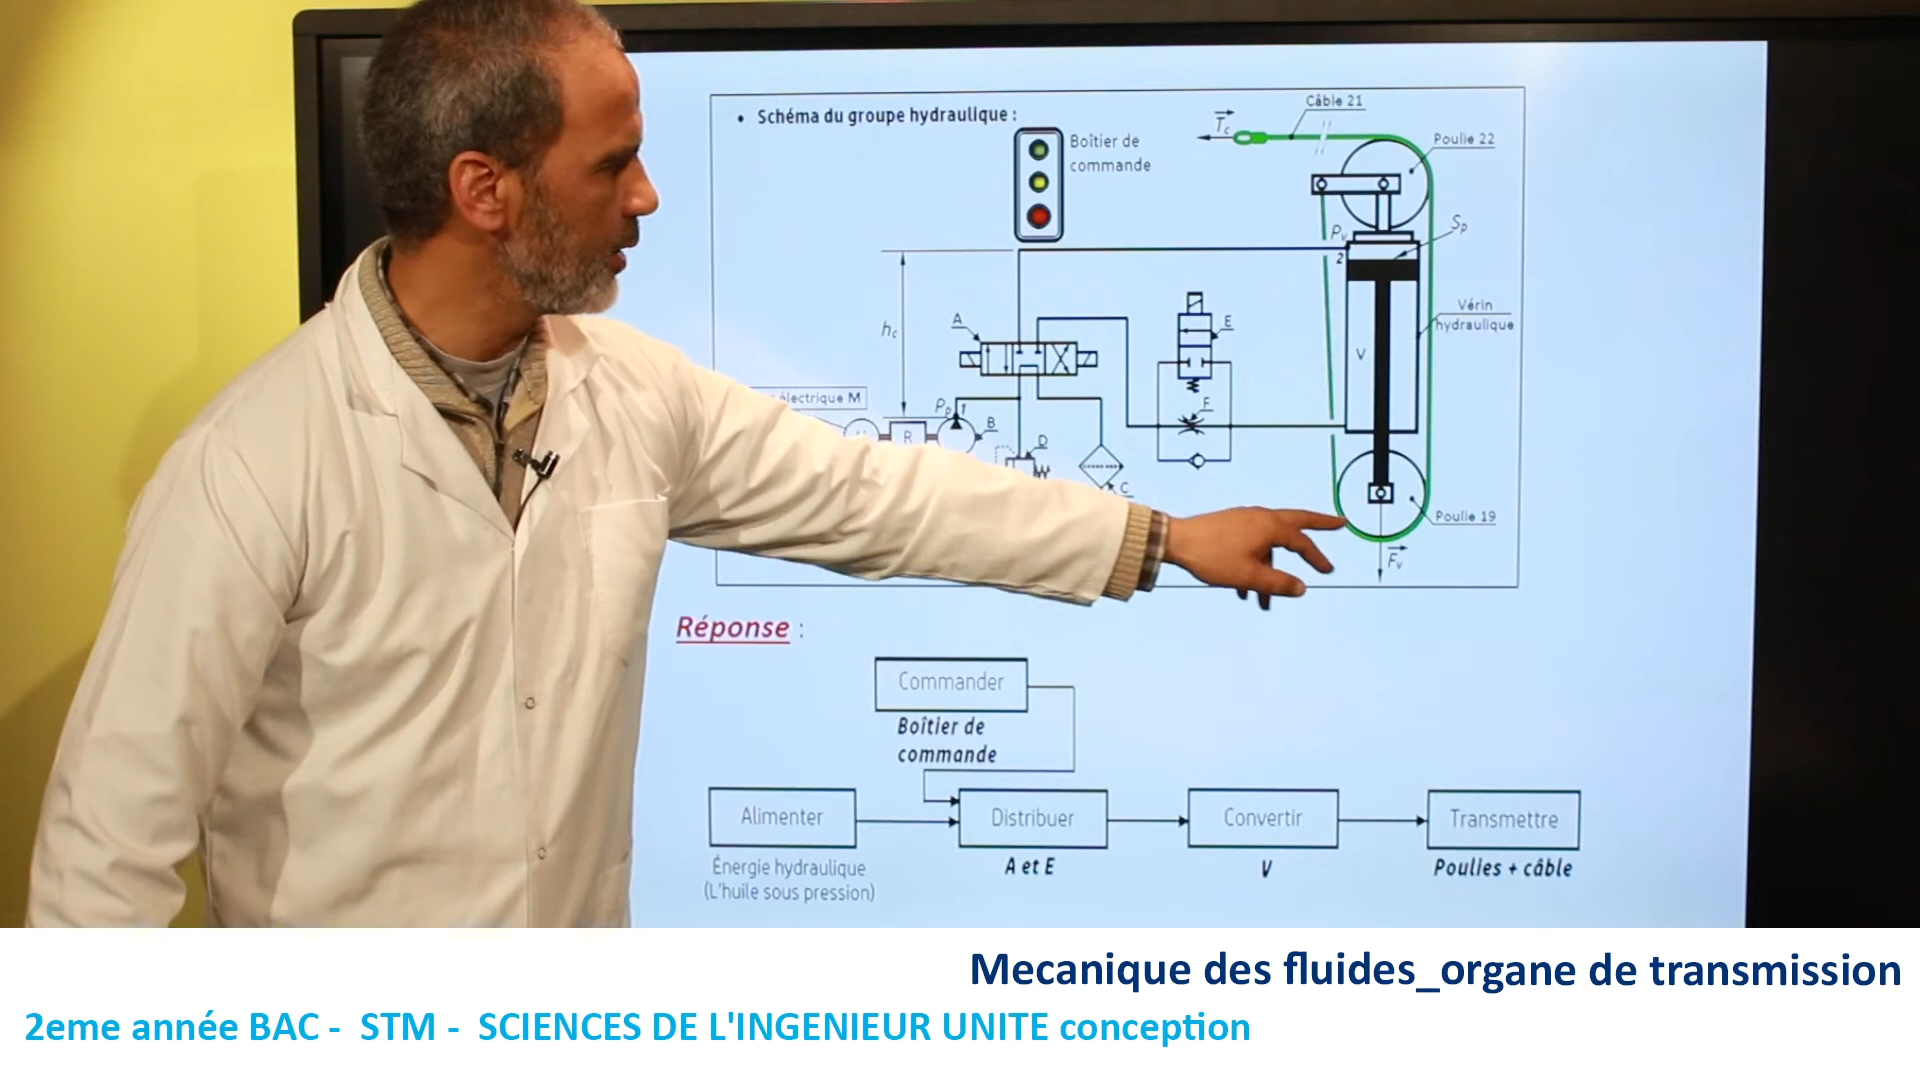 • Schéma du groupe hydraulique :
Boîtier de
commande
Tc
Câble 21
Poulie 22
Sp
Pv
2
hc
A
E
Vérin
hydraulique
V
électrique M
Pp 1
B
R
D
F
C
Poulie 19
Fv
Réponse :
Commander
Boîtier de
commande
Alimenter
Distribuer
Convertir
Transmettre
Énergie hydraulique
(L'huile sous pression)
A et E
V
Poulies + câble
Mecanique des fluides_organe de transmission
2eme année BAC - STM - SCIENCES DE L'INGENIEUR UNITE conception